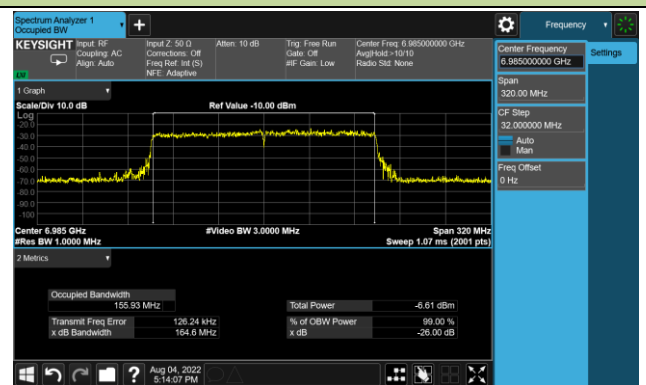 Spectrum Analyzer 1
Occupied BW
Frequency
KEYSIGHT
Input: RF
Coupling: AC
Align: Auto
Input Z: 50 Ω
Corrections: Off
Freq Ref: Int (S)
NFE: Adaptive
Atten: 10 dB
Trig: Free Run
Gate: Off
#IF Gain: Low
Center Freq: 6.985000000 GHz
Avg|Hold:>10/10
Radio Std: None
LXI
Center Frequency
6.985000000 GHz
Settings
Span
320.00 MHz
CF Step
32.000000 MHz
Auto
Man
Freq Offset
0 Hz
1 Graph
Scale/Div 10.0 dB
Ref Value -10.00 dBm
Log
-20.0
-30.0
-40.0
-50.0
-60.0
-70.0
-80.0
-90.0
-100
Center 6.985 GHz
#Video BW 3.0000 MHz
Span 320 MHz
#Res BW 1.0000 MHz
Sweep 1.07 ms (2001 pts)
2 Metrics
Occupied Bandwidth
155.93 MHz
Total Power
-6.61 dBm
Transmit Freq Error
126.24 kHz
% of OBW Power
99.00 %
x dB Bandwidth
164.6 MHz
x dB
-26.00 dB
Aug 04, 2022
5:14:07 PM